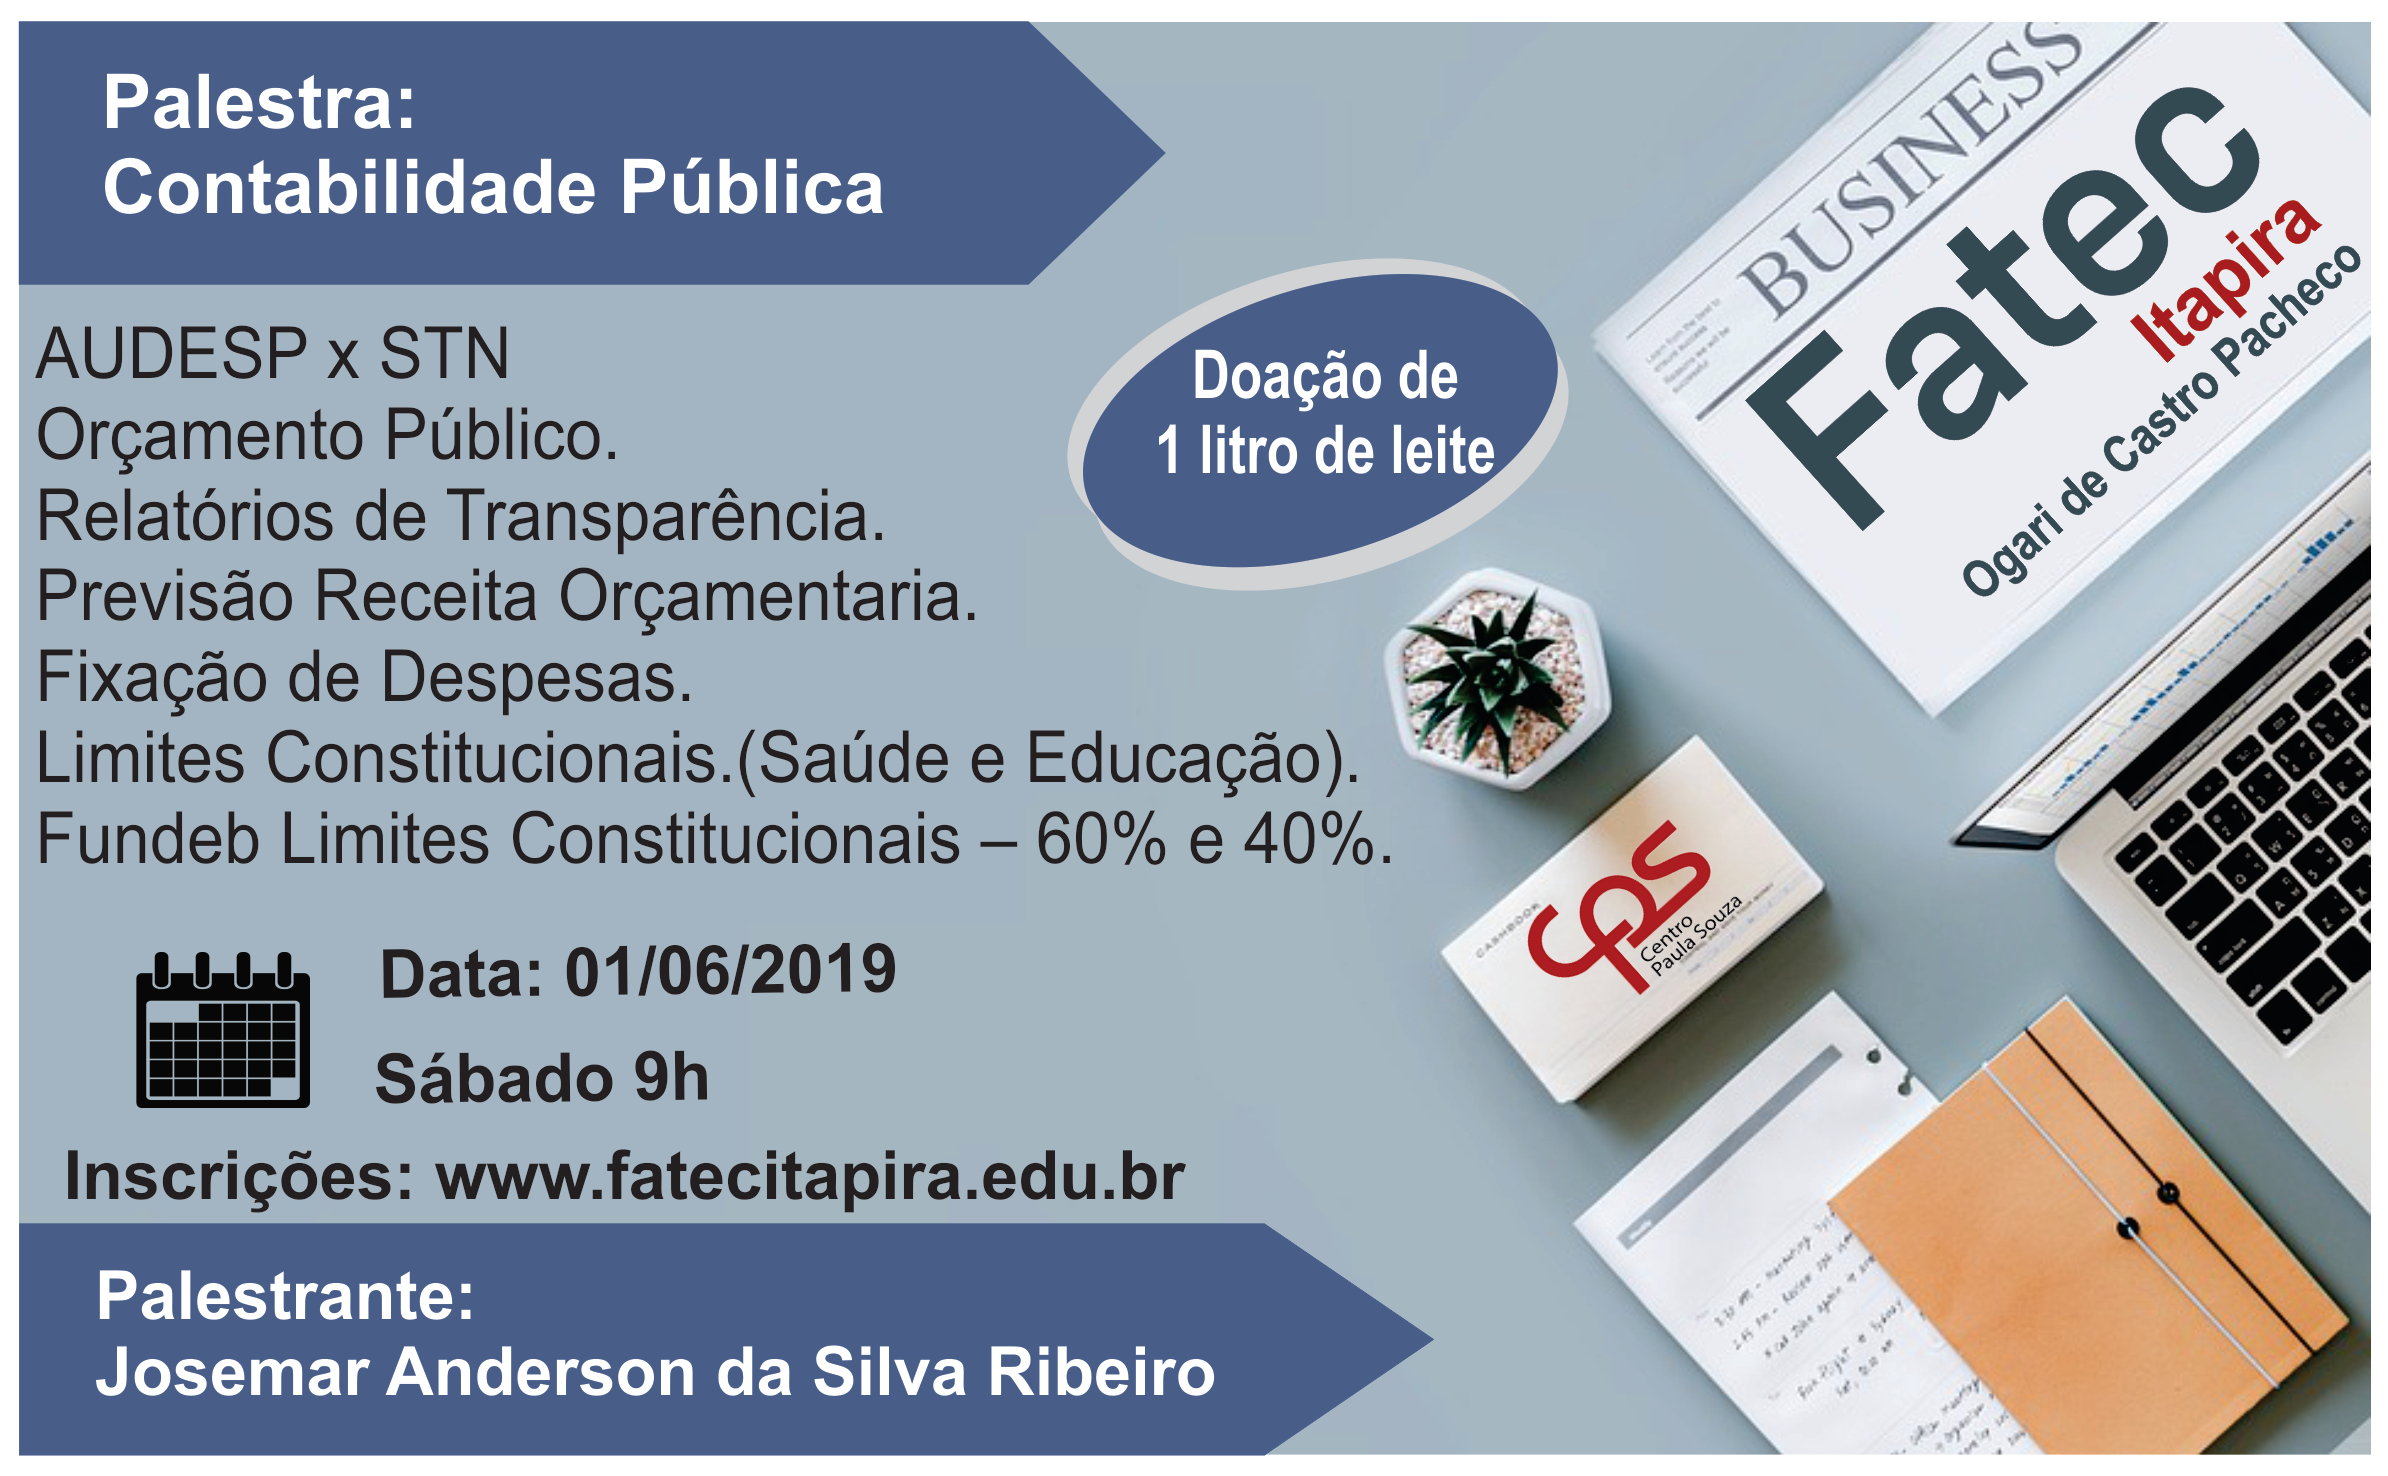 Palestra:
Contabilidade Pública
AUDESP x STN
Orçamento Público.
Relatórios de Transparência.
Previsão Receita Orçamentaria.
Fixação de Despesas.
Limites Constitucionais.(Saúde e Educação).
Fundeb Limites Constitucionais – 60% e 40%.
Doação de
1 litro de leite
Data: 01/06/2019
Sábado 9h
Inscrições: www.fatecitapira.edu.br
Palestrante:
Josemar Anderson da Silva Ribeiro
BUSINESS
Fatec
Itapira
Ogari de Castro Pacheco
CASHBOOK
cps
Centro
Paula Souza